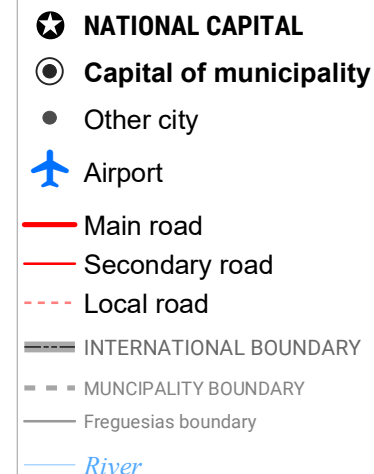 NATIONAL CAPITAL
Capital of municipality
Other city
Airport
Main road
Secondary road
Local road
INTERNATIONAL BOUNDARY
MUNCIPALITY BOUNDARY
Freguesias boundary
River